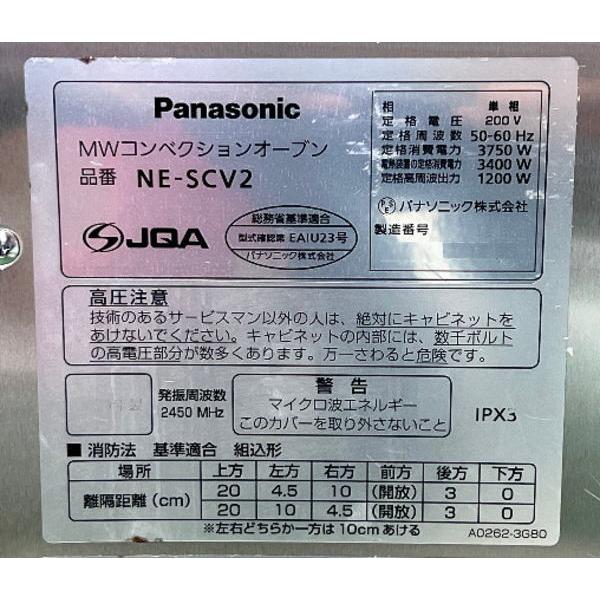 Panasonic
MWコンベクションオーブン
品番 NE-SCV2
JQA
総務省基準適合
型式確認第 EAIU23号
パナソニック株式会社
相 単相
定格電圧 200 V
定格周波数 50-60 Hz
定格消費電力 3750 W
電熱装置の定格消費電力 3400 W
定格高周波出力 1200 W
PSE パナソニック株式会社
製造番号
高圧注意
技術のあるサービスマン以外の人は、絶対にキャビネットを
あけないでください。キャビネットの内部には、数千ボルト
の高電圧部分が数多くあります。万一さわると危険です。
発振周波数
2450 MHz
警告
マイクロ波エネルギー
このカバーを取り外さないこと
IPX3
■ 消防法 基準適合 組込形
場所 上方 左方 右方 前方 後方 下方
離隔距離(cm) 20 4.5 10 (開放) 3 0
20 10 4.5 (開放) 3 0
※左右どちらか一方は10cmあける
A0262-3G80